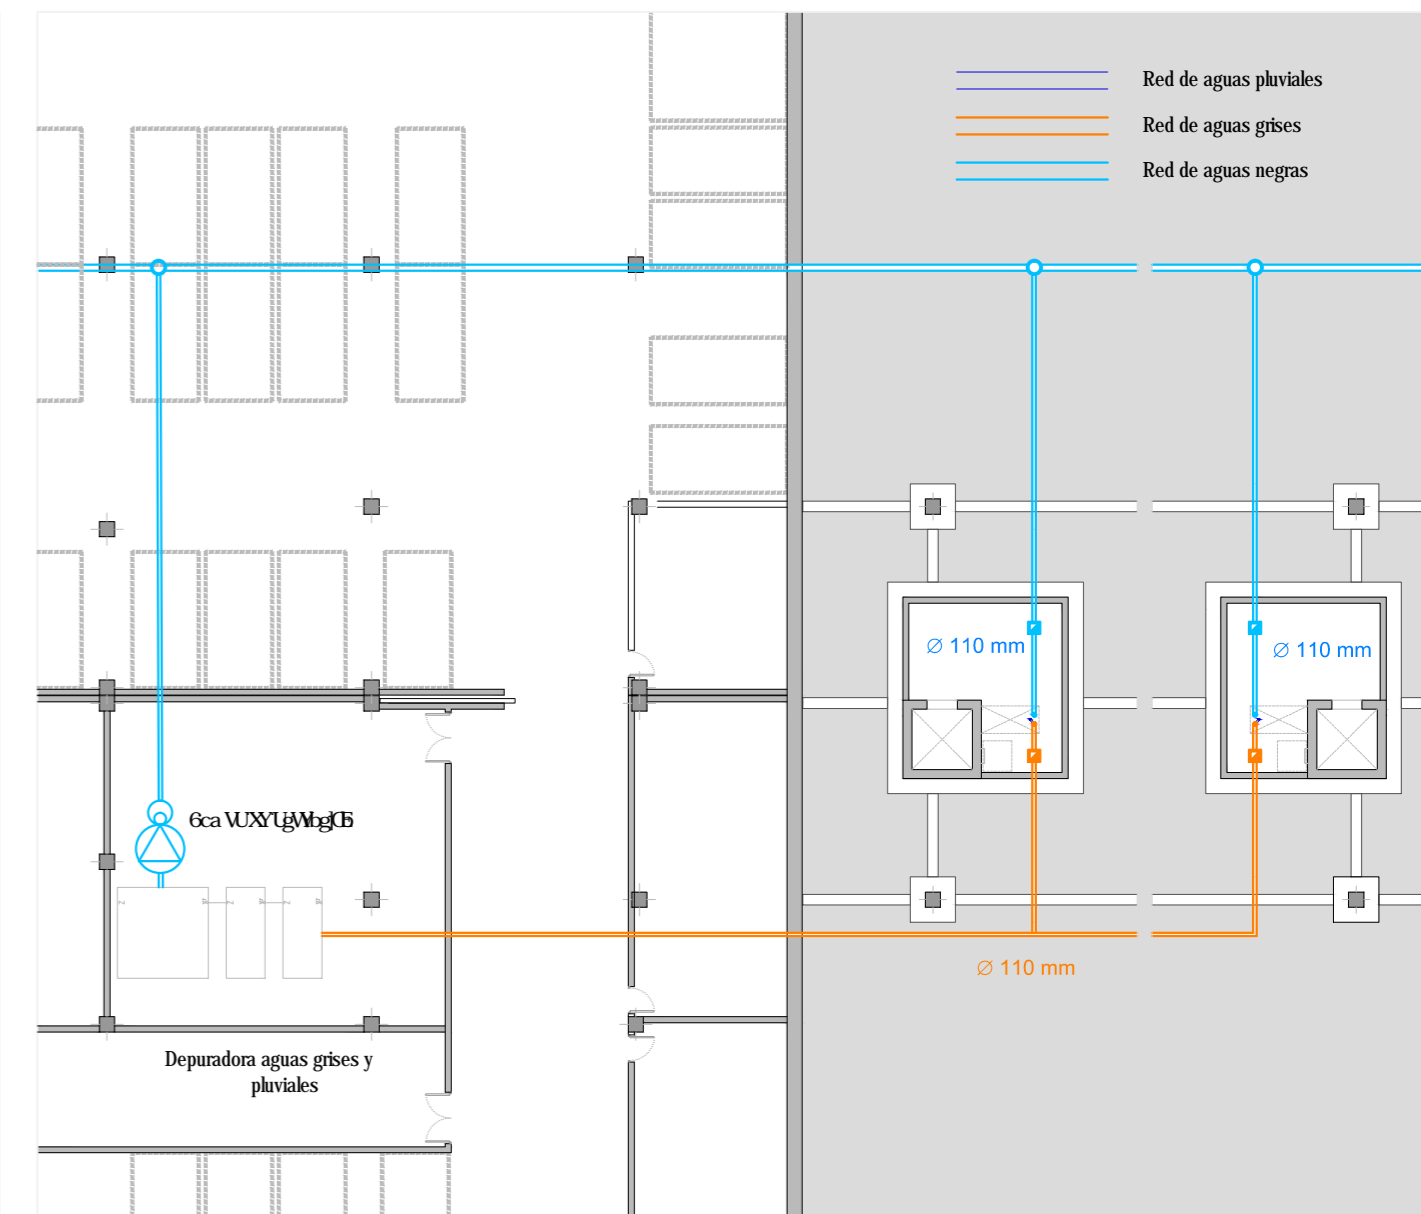 Red de aguas pluviales
Red de aguas grises
Red de aguas negras
∅ 110 mm
∅ 110 mm
∅ 110 mm
Depuradora aguas grises y
pluviales